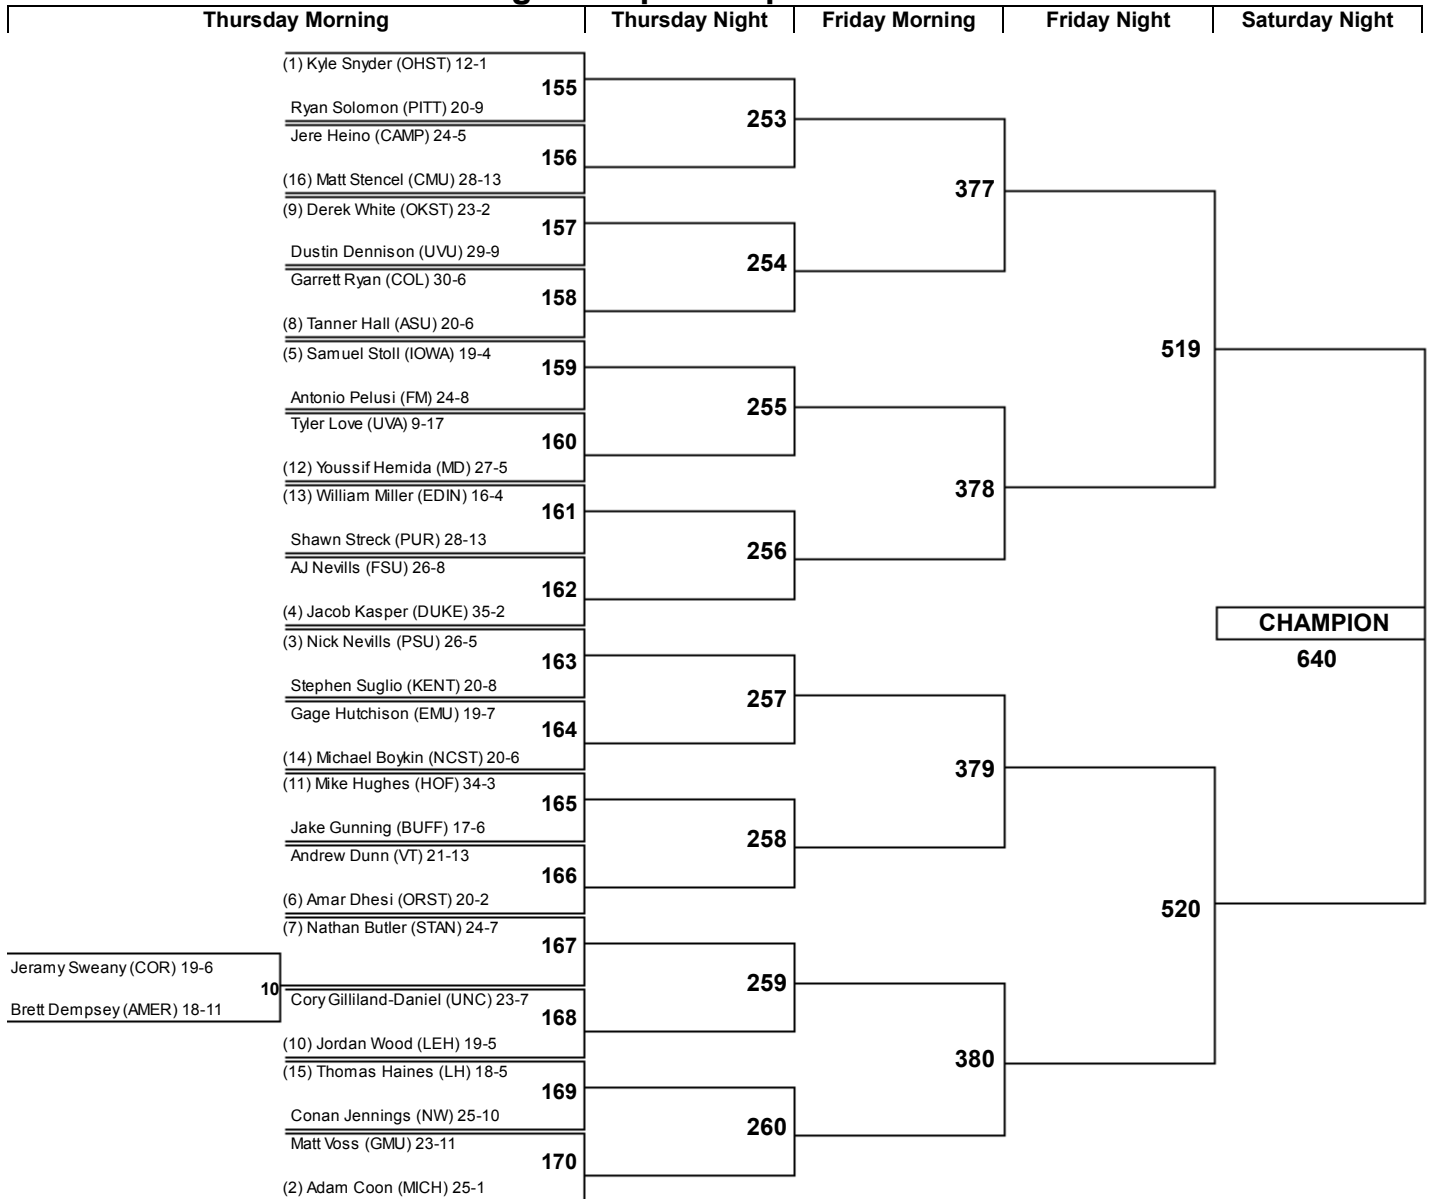 Thursday Morning
Thursday Night
Friday Morning
Friday Night
Saturday Night
(1) Kyle Snyder (OHST) 12-1
155
Ryan Solomon (PITT) 20-9
253
Jere Heino (CAMP) 24-5
156
(16) Matt Stencel (CMU) 28-13
377
(9) Derek White (OKST) 23-2
157
Dustin Dennison (UVU) 29-9
254
Garrett Ryan (COL) 30-6
158
(8) Tanner Hall (ASU) 20-6
519
(5) Samuel Stoll (IOWA) 19-4
159
Antonio Pelusi (FM) 24-8
255
Tyler Love (UVA) 9-17
160
(12) Youssif Hemida (MD) 27-5
378
(13) William Miller (EDIN) 16-4
161
Shawn Streck (PUR) 28-13
256
AJ Nevills (FSU) 26-8
162
(4) Jacob Kasper (DUKE) 35-2
CHAMPION
640
(3) Nick Nevills (PSU) 26-5
163
Stephen Suglio (KENT) 20-8
257
Gage Hutchison (EMU) 19-7
164
(14) Michael Boykin (NCST) 20-6
379
(11) Mike Hughes (HOF) 34-3
165
Jake Gunning (BUFF) 17-6
258
Andrew Dunn (VT) 21-13
166
(6) Amar Dhesi (ORST) 20-2
520
(7) Nathan Butler (STAN) 24-7
167
Jeramy Sweany (COR) 19-6
10
Brett Dempsey (AMER) 18-11
259
Cory Gilliland-Daniel (UNC) 23-7
168
(10) Jordan Wood (LEH) 19-5
380
(15) Thomas Haines (LH) 18-5
169
Conan Jennings (NW) 25-10
260
Matt Voss (GMU) 23-11
170
(2) Adam Coon (MICH) 25-1